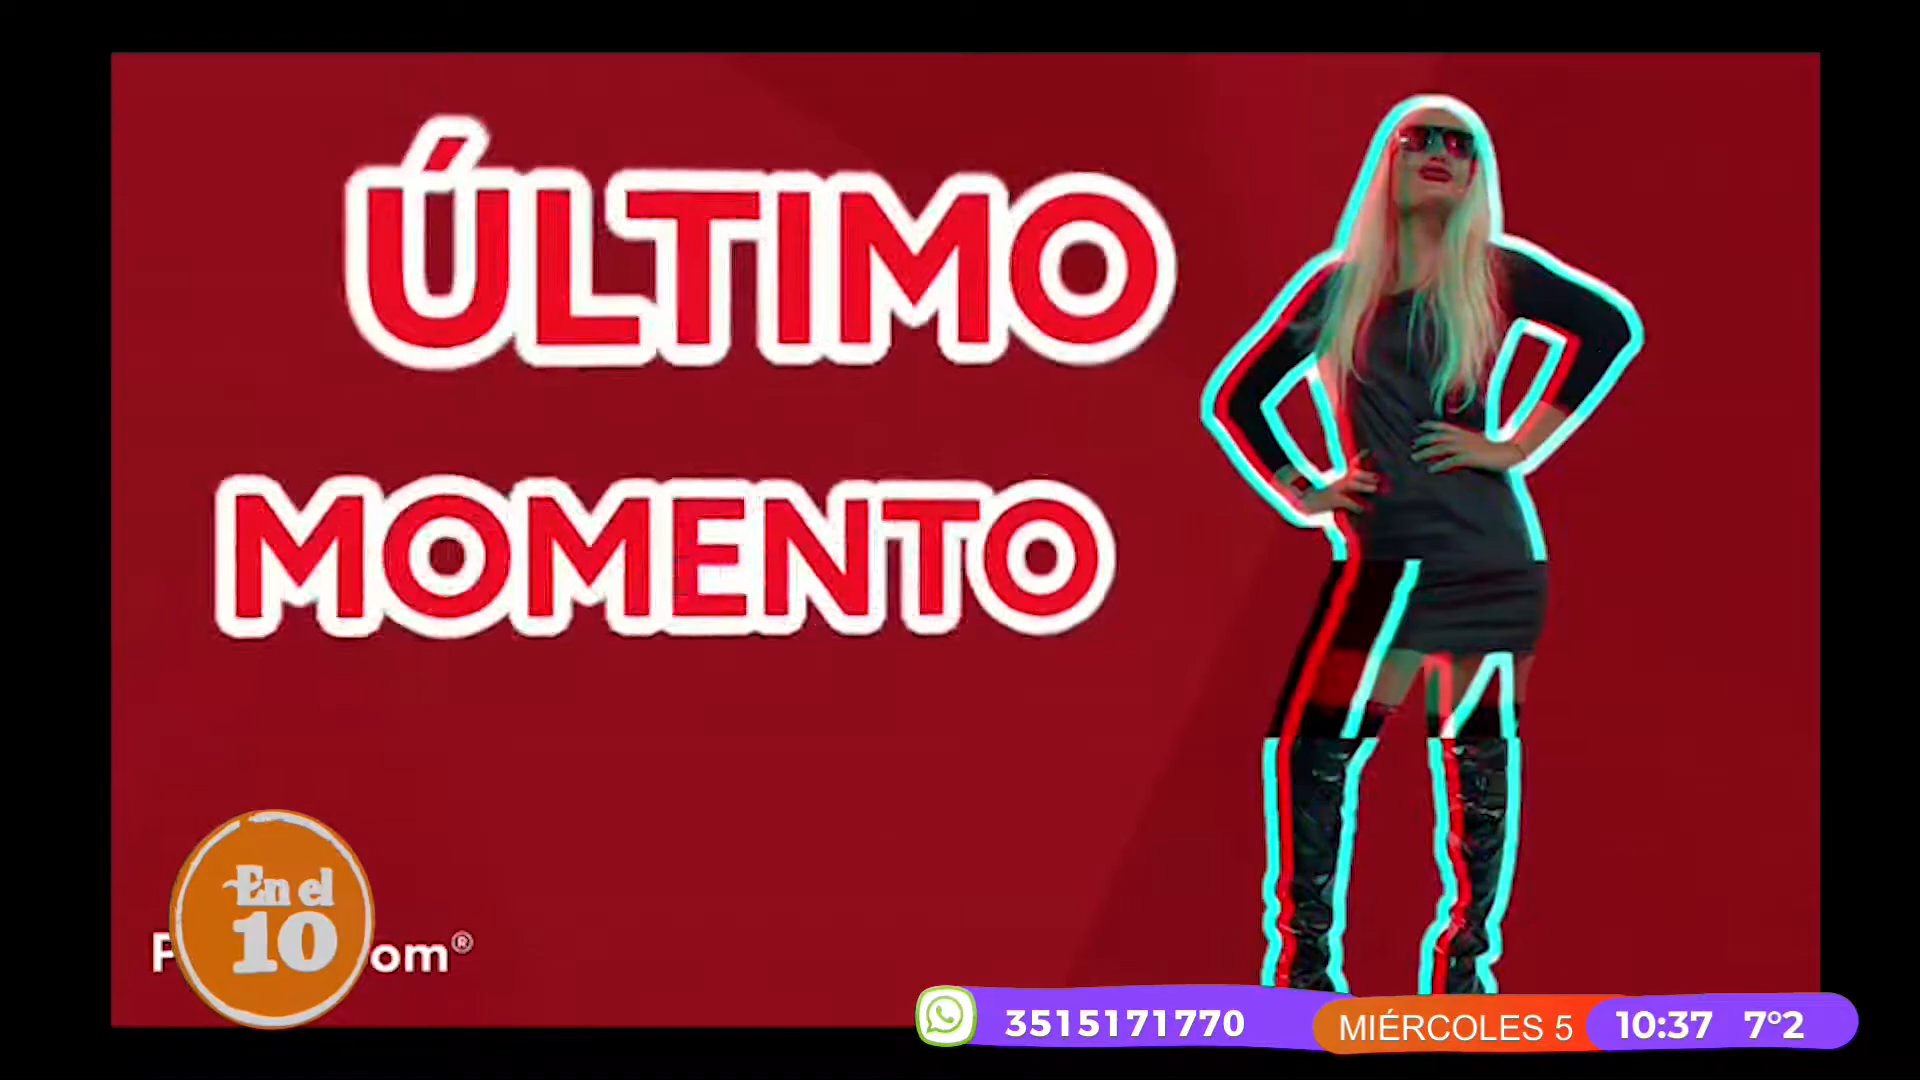 ÚLTIMO
MOMENTO
En el
10
om®
3515171770
MIÉRCOLES 5
10:37 7°2